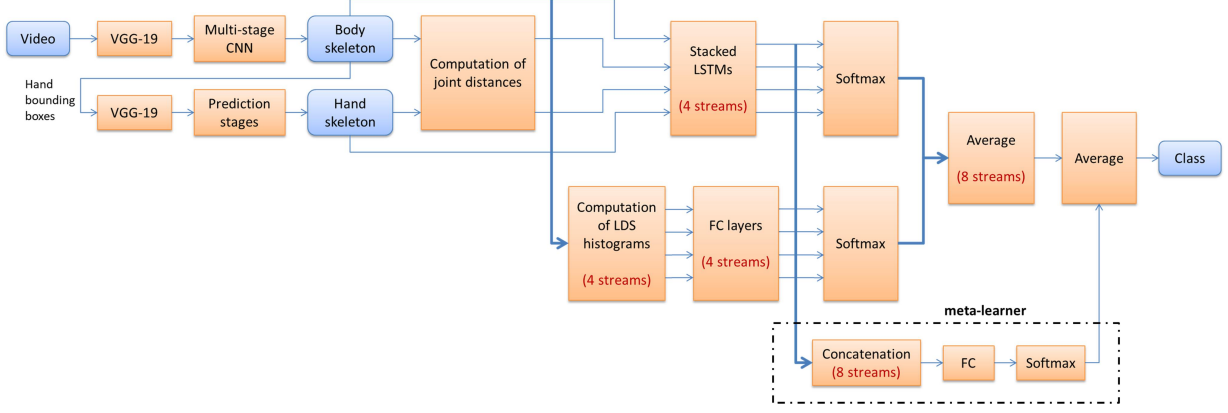 Video
VGG-19
Multi-stage
CNN
Body
skeleton
Hand
bounding
boxes
VGG-19
Prediction
stages
Hand
skeleton
Computation of
joint distances
Stacked
LSTMs
(4 streams)
Softmax
Computation
of LDS
histograms
(4 streams)
FC layers
(4 streams)
Softmax
Average
(8 streams)
Average
Class
meta-learner
Concatenation
(8 streams)
FC
Softmax